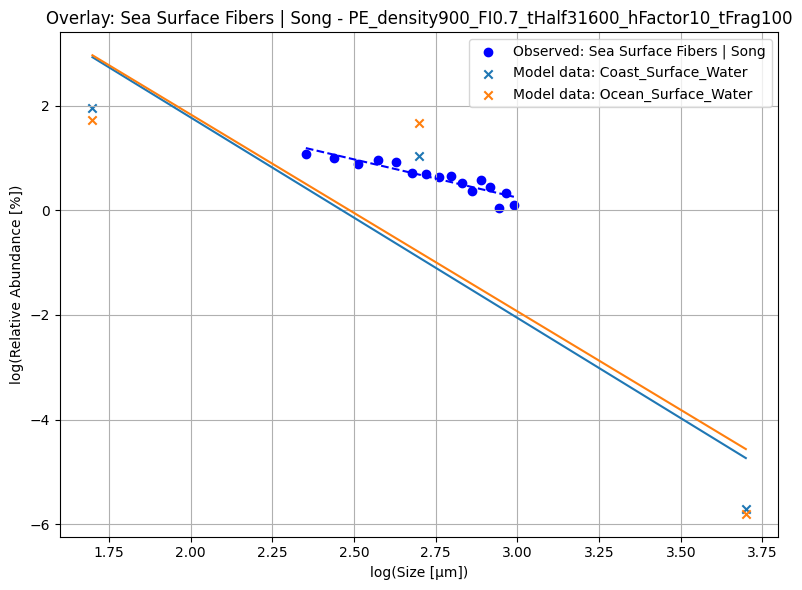 Overlay: Sea Surface Fibers | Song - PE_density900_FI0.7_tHalf31600_hFactor10_tFrag100
Observed: Sea Surface Fibers | Song
Model data: Coast_Surface_Water
Model data: Ocean_Surface_Water
log(Relative Abundance [%])
2
0
−2
−4
−6
1.75
2.00
2.25
2.50
2.75
3.00
3.25
3.50
3.75
log(Size [µm])